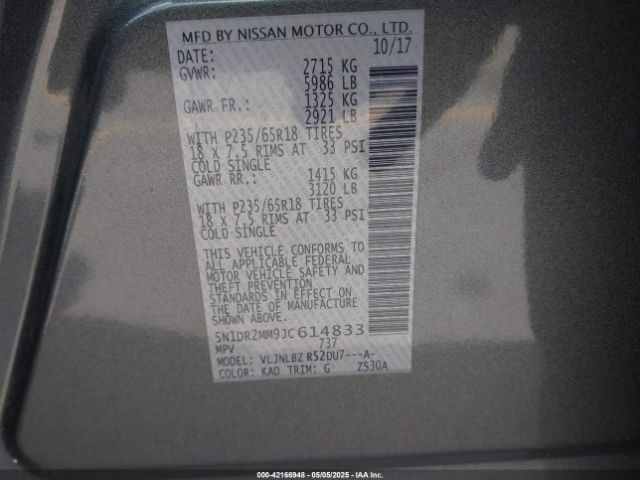 MFD BY NISSAN MOTOR CO., LTD.
DATE: 10/17
GVWR: 2715 KG
5986 LB
GAWR FR.: 1325 KG
2921 LB
WITH P235/65R18 TIRES
18 X 7.5 RIMS AT 33 PSI
COLD SINGLE
GAWR RR.: 1415 KG
3120 LB
WITH P235/65R18 TIRES
18 X 7.5 RIMS AT 33 PSI
COLD SINGLE
THIS VEHICLE CONFORMS TO
ALL APPLICABLE FEDERAL
MOTOR VEHICLE SAFETY AND
THEFT PREVENTION
STANDARDS IN EFFECT ON
THE DATE OF MANUFACTURE
SHOWN ABOVE.
5N1DR2MM9JC614833
MPV 737
MODEL: VLJNLBZ R52DU7---A-
COLOR: KAD TRIM: G ZS30A
000-42166948 - 05/05/2025 - IAA Inc.